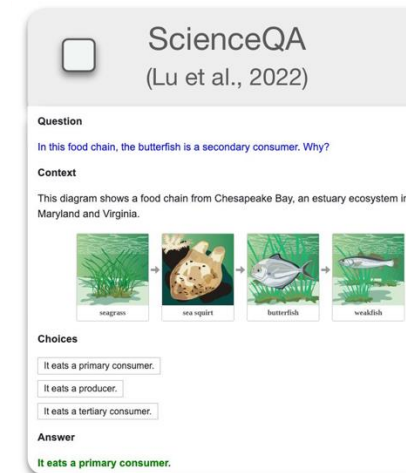 ScienceQA
(Lu et al., 2022)
Question
In this food chain, the butterfish is a secondary consumer. Why?
Context
This diagram shows a food chain from Chesapeake Bay, an estuary ecosystem in
Maryland and Virginia.
seagrass sea squirt butterfish weakfish
Choices
It eats a primary consumer.
It eats a producer.
It eats a tertiary consumer.
Answer
It eats a primary consumer.